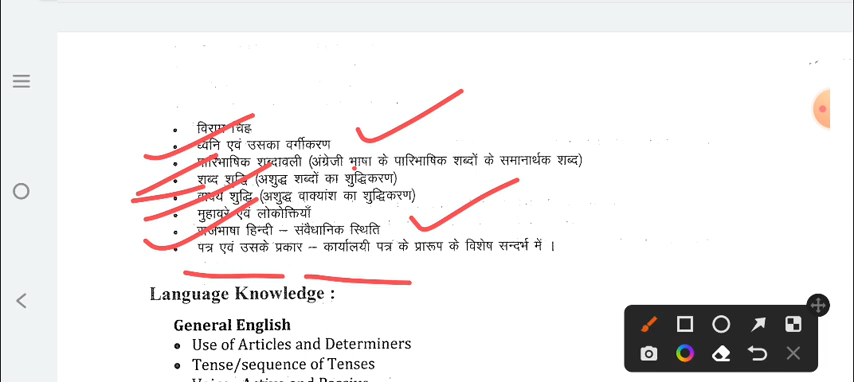 विराम चिह्न
ध्वनि एवं उसका वर्गीकरण
पारिभाषिक शब्दावली (अंग्रेजी भाषा के पारिभाषिक शब्दों के समानार्थक शब्द)
शब्द शुद्धि (अशुद्ध शब्दों का शुद्धिकरण)
वाक्य शुद्धि (अशुद्ध वाक्यांश का शुद्धिकरण)
मुहावरे एवं लोकोक्तियाँ
राजभाषा हिन्दी – संवैधानिक स्थिति
पत्र एवं उसके प्रकार – कार्यालयी पत्र के प्रारूप के विशेष सन्दर्भ में ।
Language Knowledge :
General English
Use of Articles and Determiners
Tense/sequence of Tenses